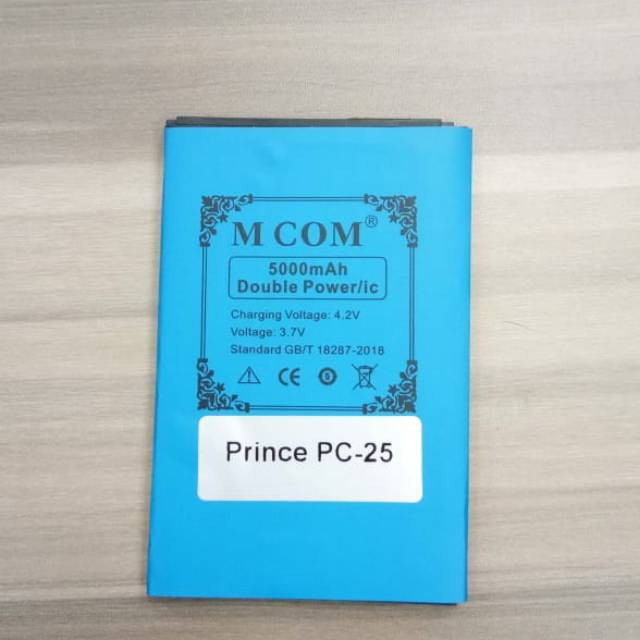 M COM®
5000mAh
Double Power/ic
Charging Voltage: 4.2V
Voltage: 3.7V
Standard GB/T 18287-2018
CE
Prince PC-25